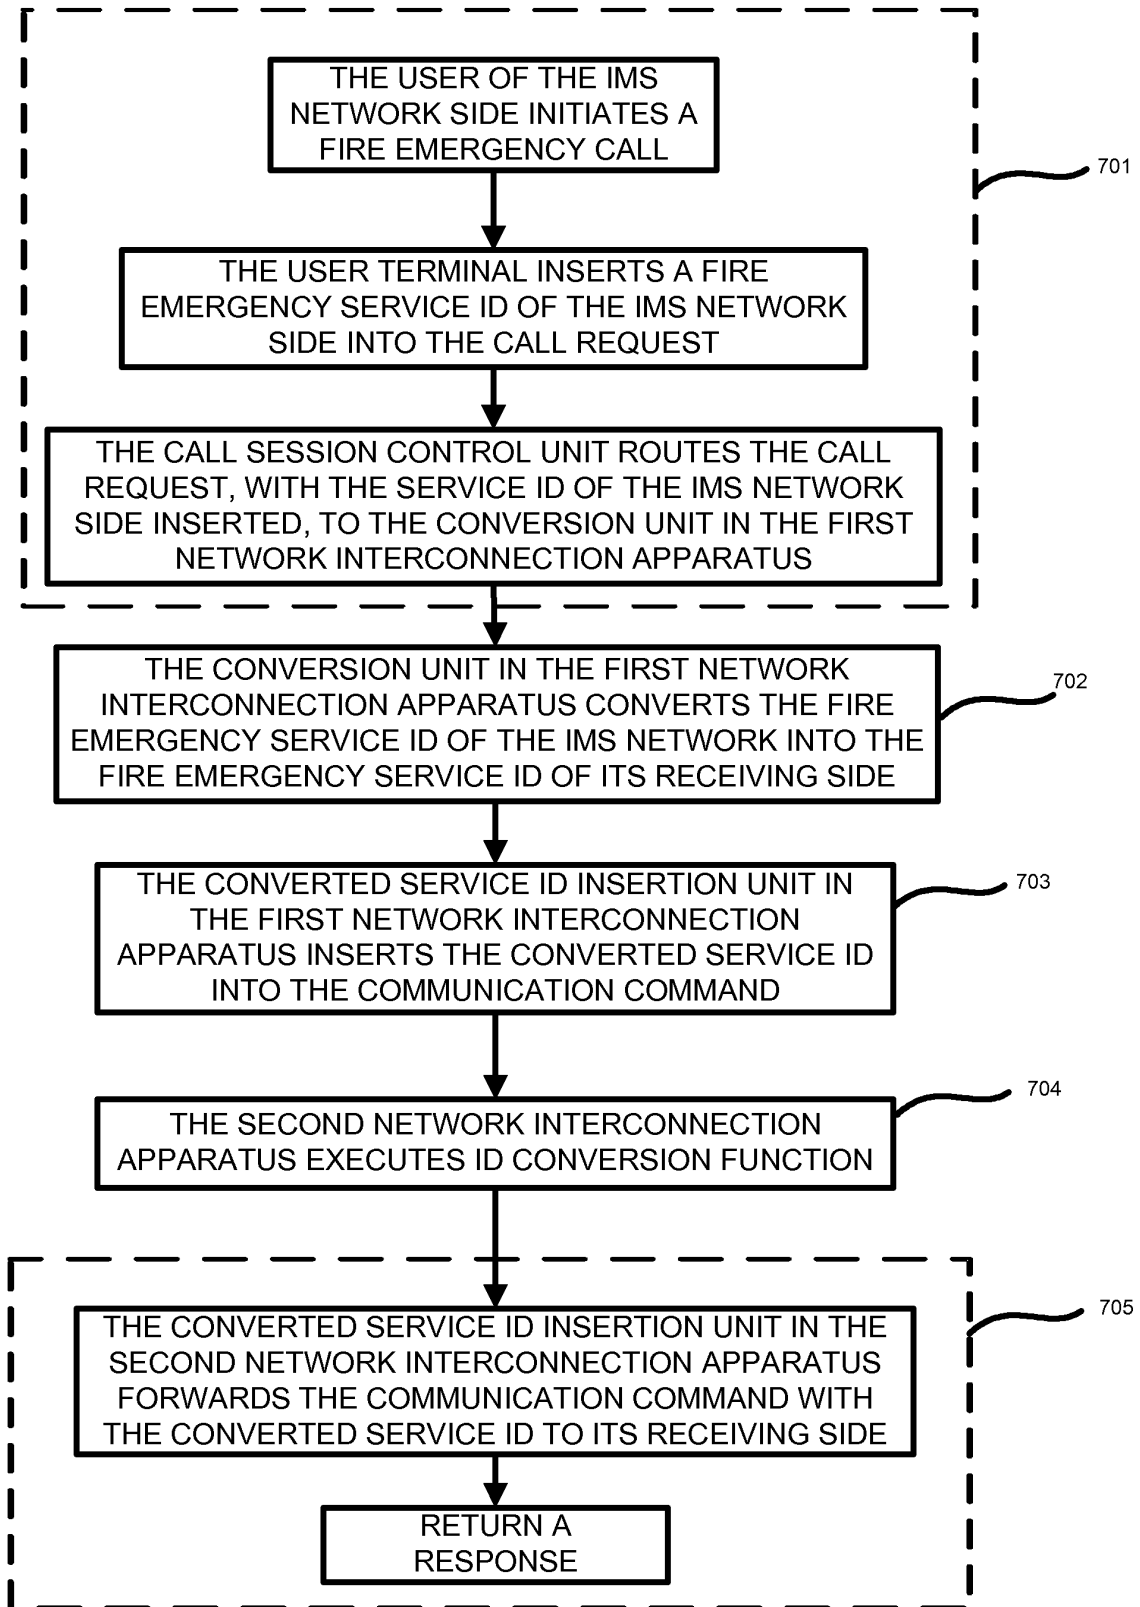 THE USER OF THE IMS
NETWORK SIDE INITIATES A
FIRE EMERGENCY CALL
701
THE USER TERMINAL INSERTS A FIRE
EMERGENCY SERVICE ID OF THE IMS NETWORK
SIDE INTO THE CALL REQUEST
THE CALL SESSION CONTROL UNIT ROUTES THE CALL
REQUEST, WITH THE SERVICE ID OF THE IMS NETWORK
SIDE INSERTED, TO THE CONVERSION UNIT IN THE FIRST
NETWORK INTERCONNECTION APPARATUS
THE CONVERSION UNIT IN THE FIRST NETWORK
INTERCONNECTION APPARATUS CONVERTS THE FIRE
EMERGENCY SERVICE ID OF THE IMS NETWORK INTO THE
FIRE EMERGENCY SERVICE ID OF ITS RECEIVING SIDE
702
THE CONVERTED SERVICE ID INSERTION UNIT IN
THE FIRST NETWORK INTERCONNECTION
APPARATUS INSERTS THE CONVERTED SERVICE ID
INTO THE COMMUNICATION COMMAND
703
THE SECOND NETWORK INTERCONNECTION
APPARATUS EXECUTES ID CONVERSION FUNCTION
704
THE CONVERTED SERVICE ID INSERTION UNIT IN THE
SECOND NETWORK INTERCONNECTION APPARATUS
FORWARDS THE COMMUNICATION COMMAND WITH
THE CONVERTED SERVICE ID TO ITS RECEIVING SIDE
705
RETURN A
RESPONSE